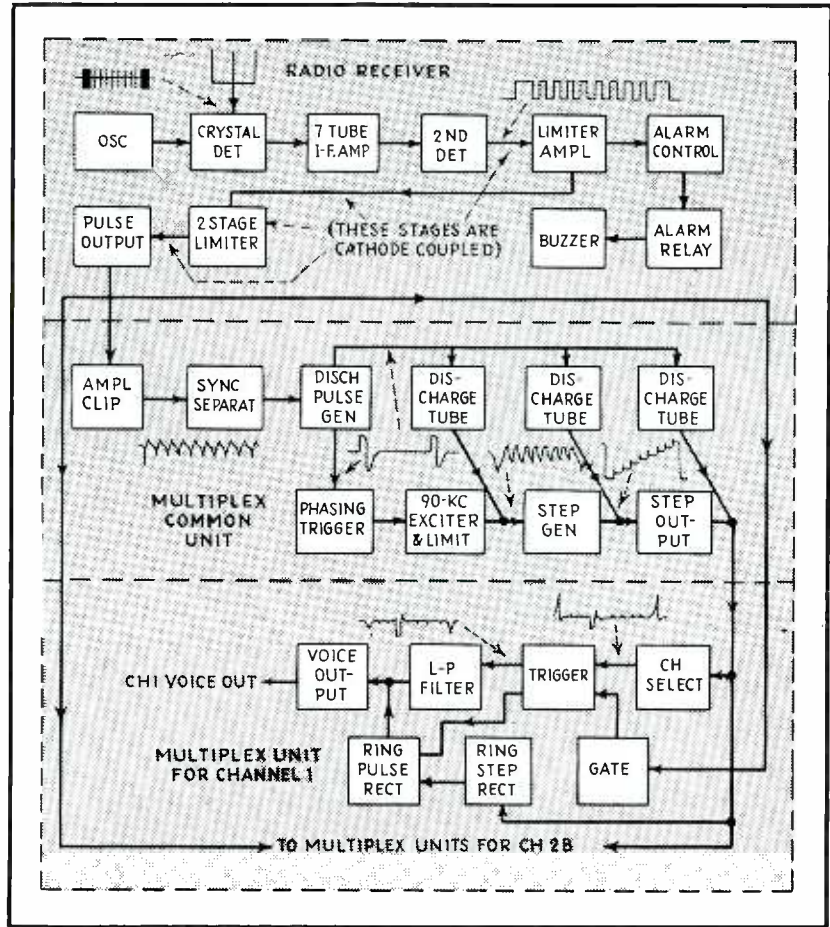 RADIO RECEIVER
OSC
CRYSTAL
DET
7 TUBE
I-F. AMP
2ND
DET
LIMITER
AMPL
ALARM
CONTROL
PULSE
OUTPUT
2 STAGE
LIMITER
(THESE STAGES ARE
CATHODE COUPLED)
BUZZER
ALARM
RELAY
AMPL
CLIP
SYNC
SEPARAT
DISCH
PULSE
GEN
DIS-
CHARGE
TUBE
DIS-
CHARGE
TUBE
DIS-
CHARGE
TUBE
MULTIPLEX
COMMON
UNIT
PHASING
TRIGGER
90-KC
EXCITER
& LIMIT
STEP
GEN
STEP
OUT-
PUT
CH1 VOICE OUT
VOICE
OUT-
PUT
L-P
FILTER
TRIGGER
CH
SELECT
MULTIPLEX UNIT
FOR CHANNEL 1
RING
PULSE
RECT
RING
STEP
RECT
GATE
TO MULTIPLEX UNITS FOR CH 2B